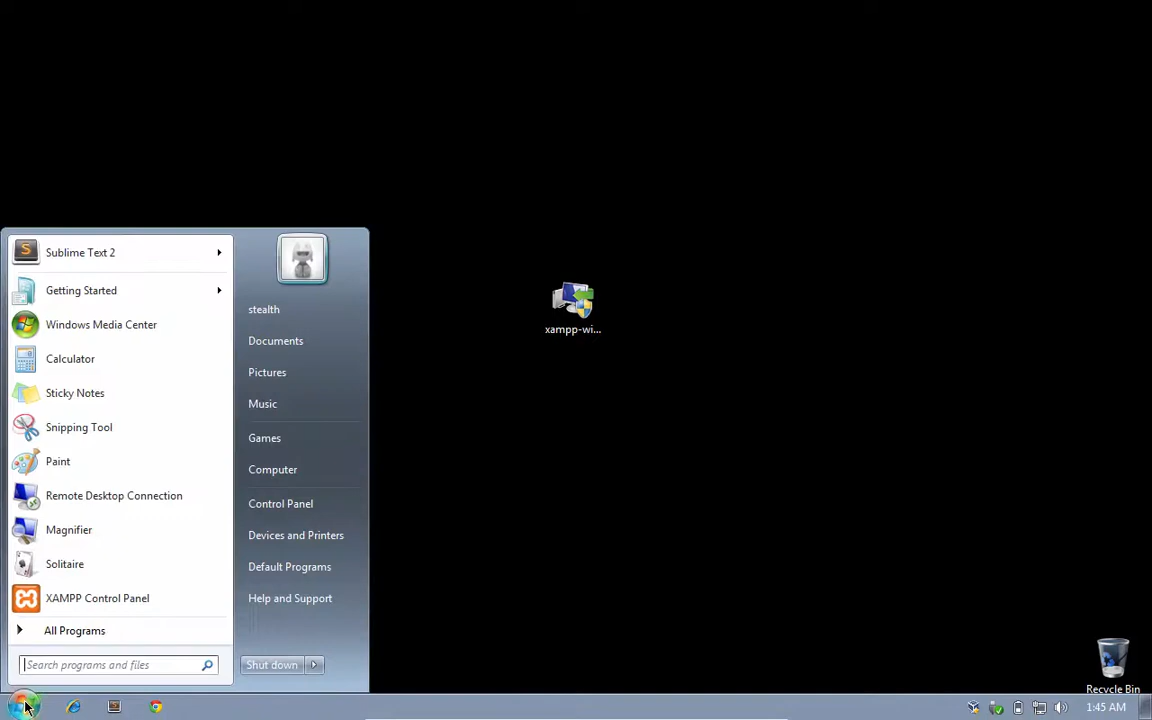 Sublime Text 2
Getting Started
Windows Media Center
Calculator
Sticky Notes
Snipping Tool
Paint
Remote Desktop Connection
Magnifier
Solitaire
XAMPP Control Panel
All Programs
Search programs and files
stealth
Documents
Pictures
Music
Games
Computer
Control Panel
Devices and Printers
Default Programs
Help and Support
Shut down
xampp-wi...
Recycle Bin
1:45 AM